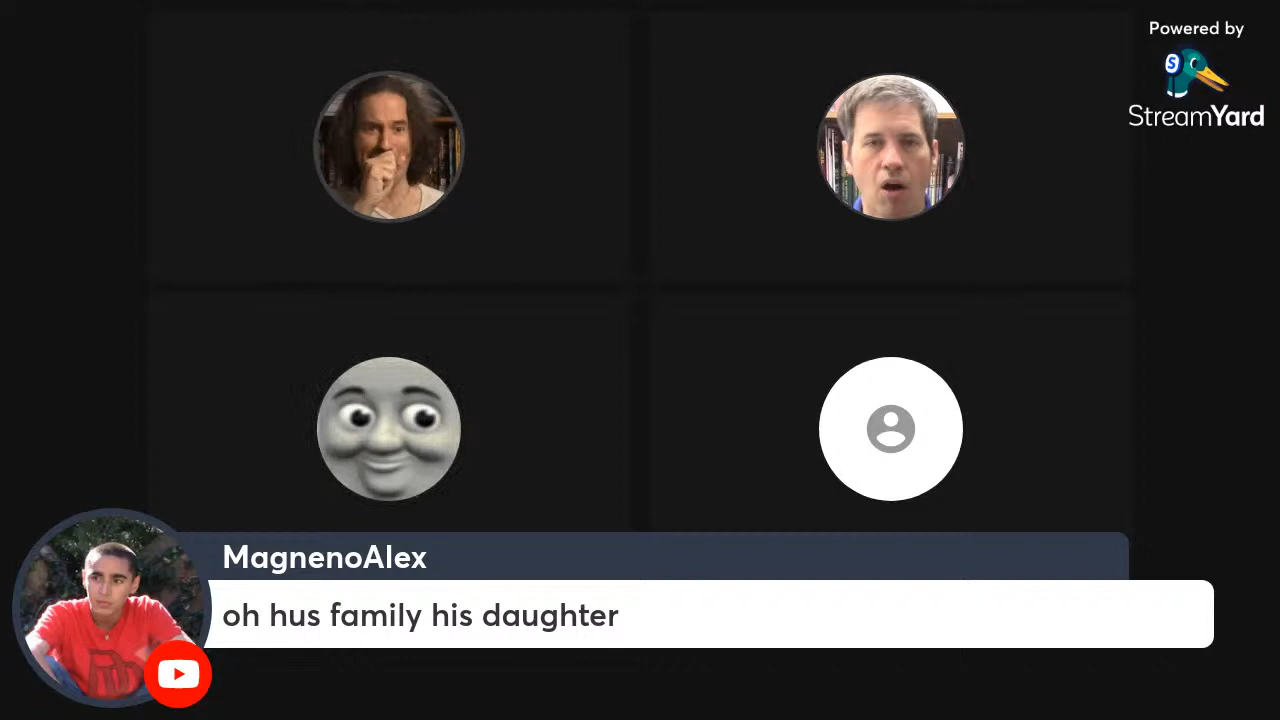 Powered by
S
StreamYard
MagnenoAlex
oh hus family his daughter